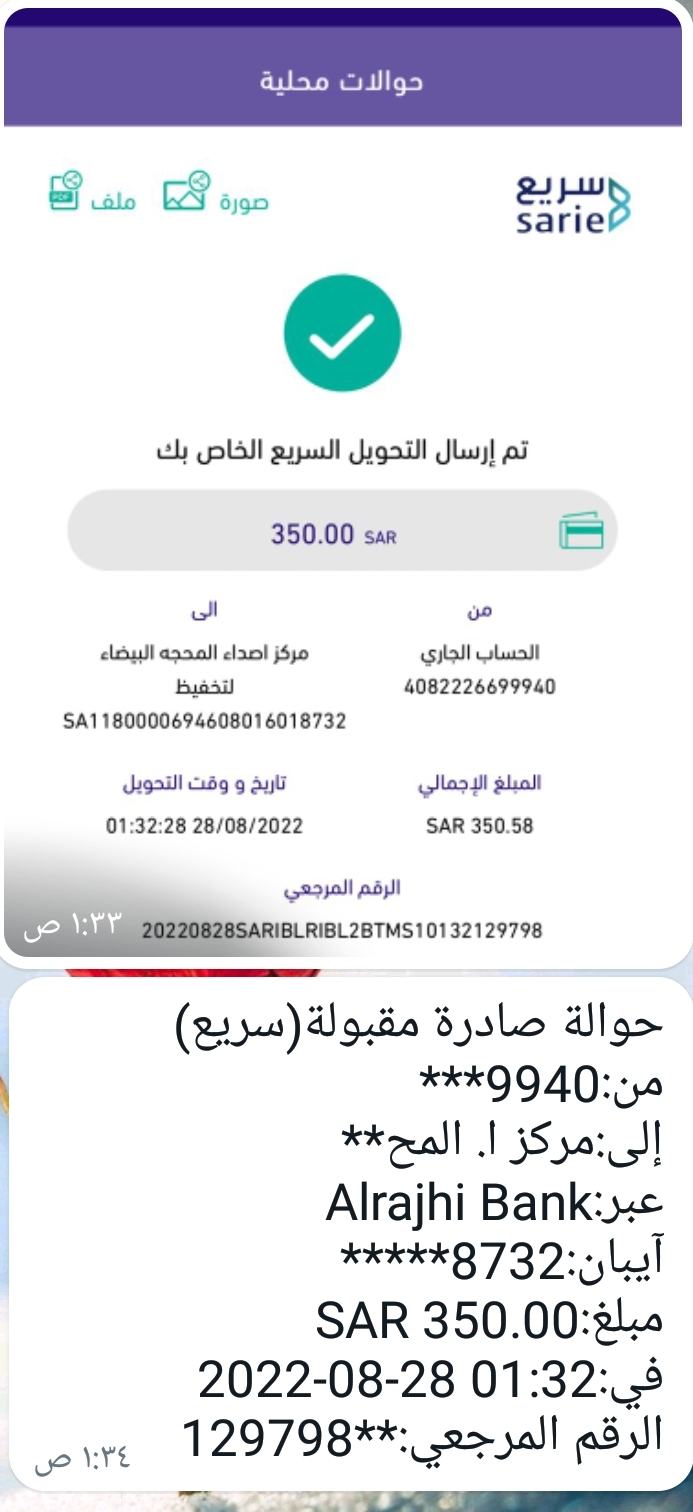 حوالات محلية
سريع
sarie
صورة
ملف
PDF
تم إرسال التحويل السريع الخاص بك
350.00 SAR
من
الى
الحساب الجاري
مركز اصداء المحجه البيضاء
لتخفيظ
4082226699940
SA1180000694608016018732
المبلغ الإجمالي
تاريخ و وقت التحويل
SAR 350.58
01:32:28 28/08/2022
الرقم المرجعي
20220828SARIBLRIBL2BTMS10132129798
١:٣٣ ص
حوالة صادرة مقبولة(سريع)
من:9940***
إلى:مركز ا. المح**
عبر:Alrajhi Bank
آيبان:8732*****
مبلغ:SAR 350.00
في:2022-08-28 01:32
الرقم المرجعي:**129798
١:٣٤ ص